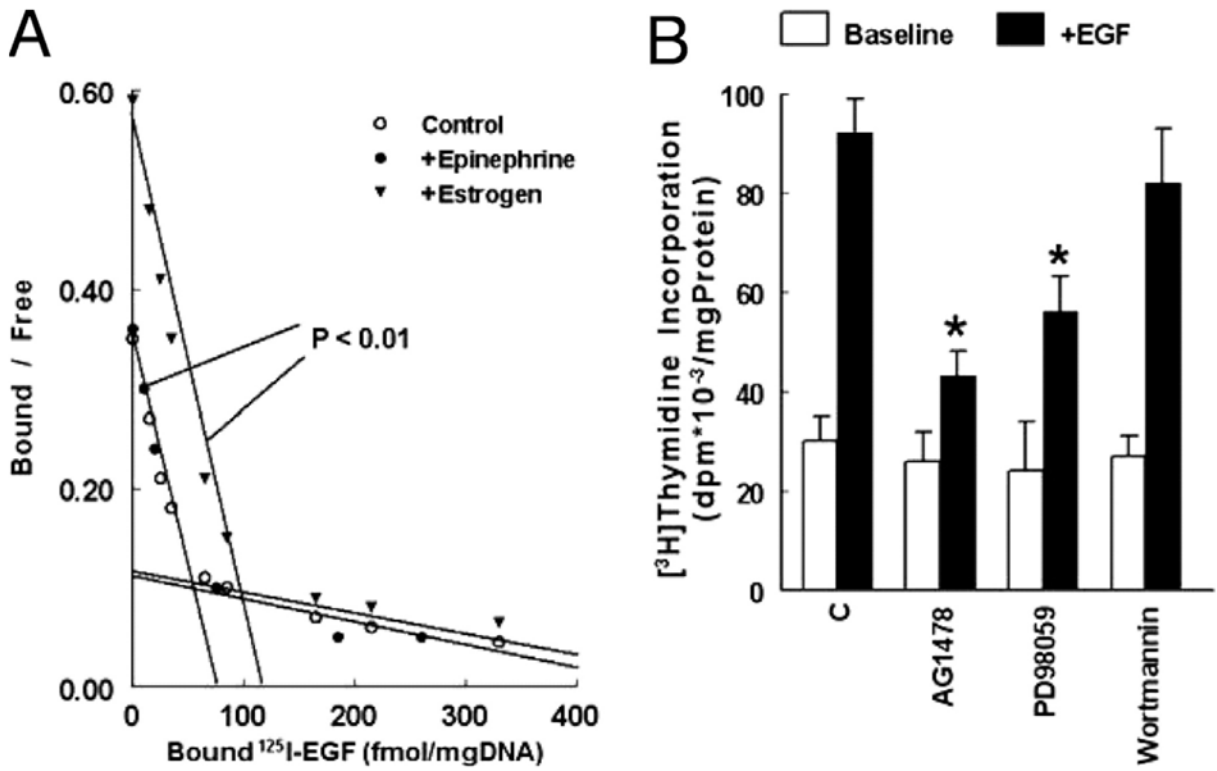 A
0.60
0.40
0.20
0.00
Bound / Free
Control
+Epinephrine
+Estrogen
P < 0.01
0 100 200 300 400
Bound ¹²⁵I-EGF (fmol/mgDNA)
B
Baseline +EGF
[³H]Thymidine Incorporation
(dpm*10⁻³/mgProtein)
100
80
60
40
20
0
*
*
C
AG1478
PD98059
Wortmannin